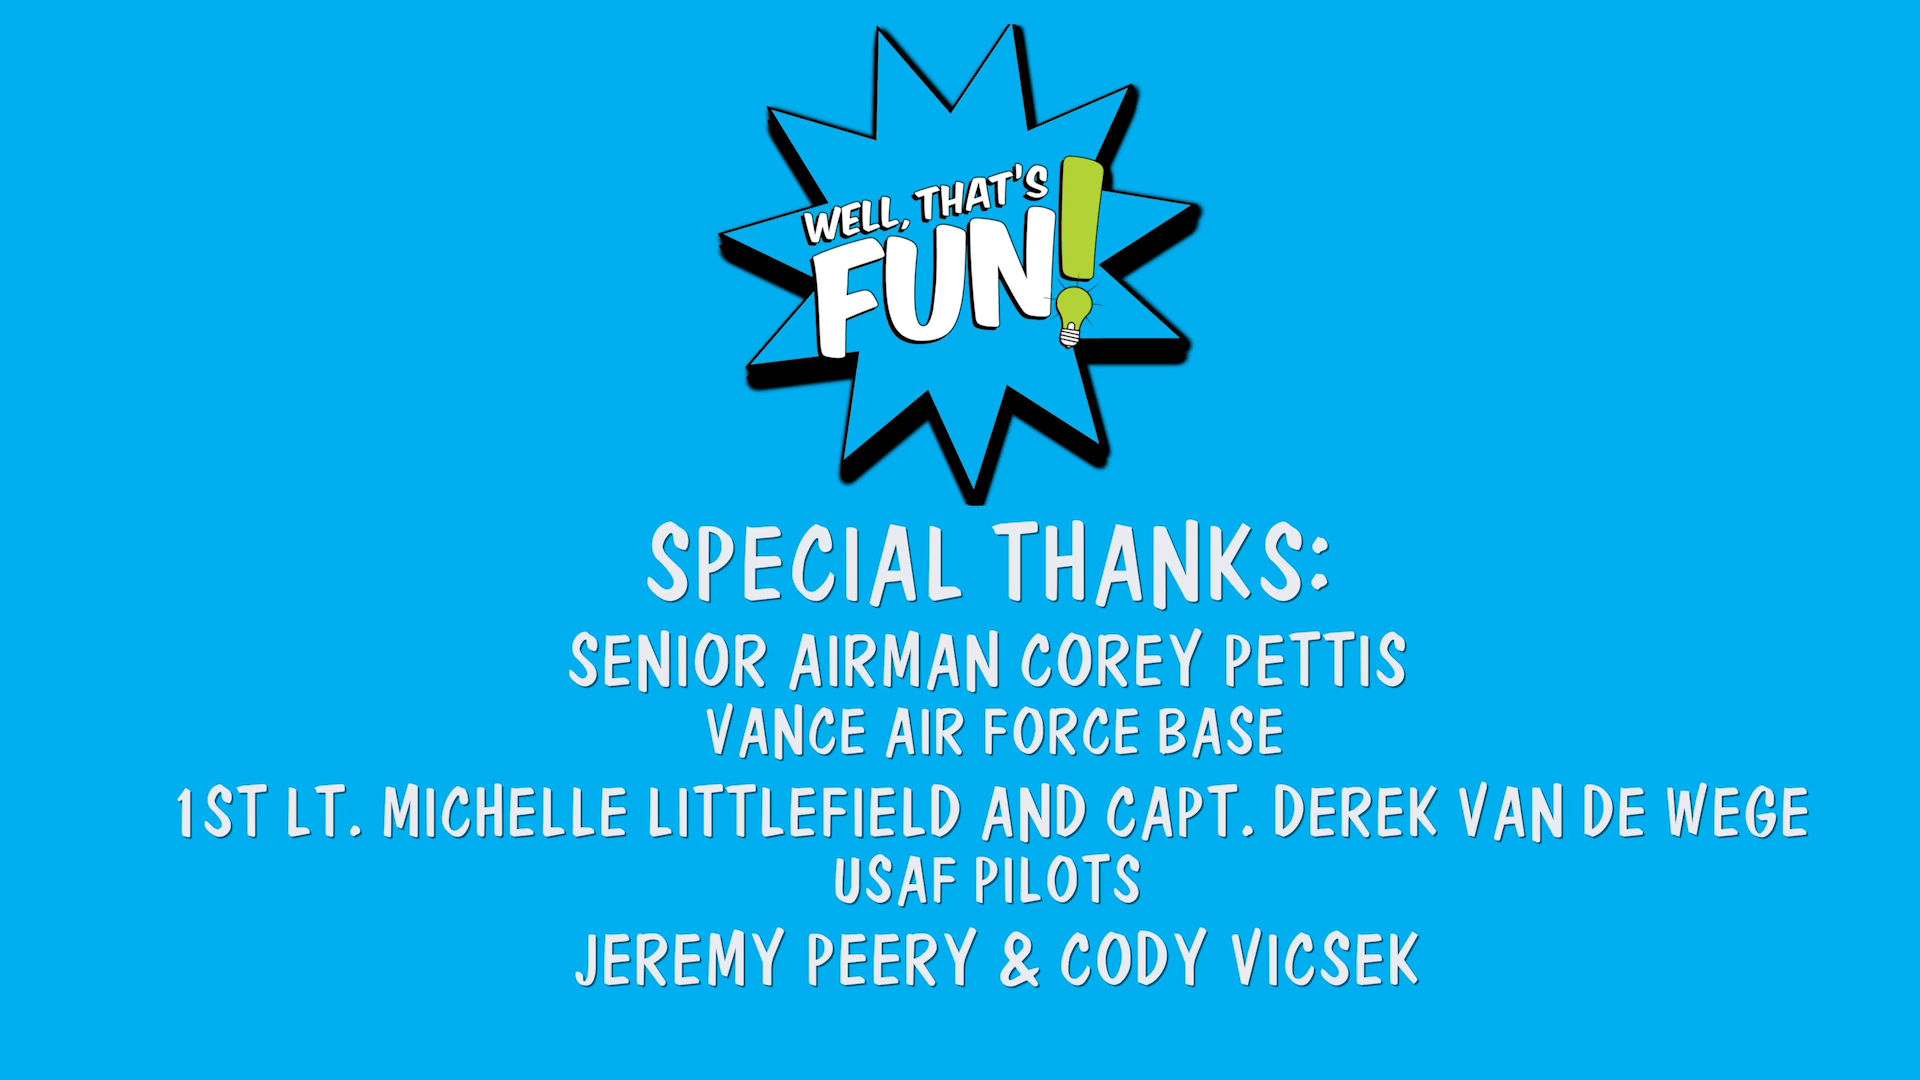 WELL, THAT'S
FUN!
SPECIAL THANKS:
SENIOR AIRMAN COREY PETTIS
VANCE AIR FORCE BASE
1ST LT. MICHELLE LITTLEFIELD AND CAPT. DEREK VAN DE WEGE
USAF PILOTS
JEREMY PEERY & CODY VICSEK